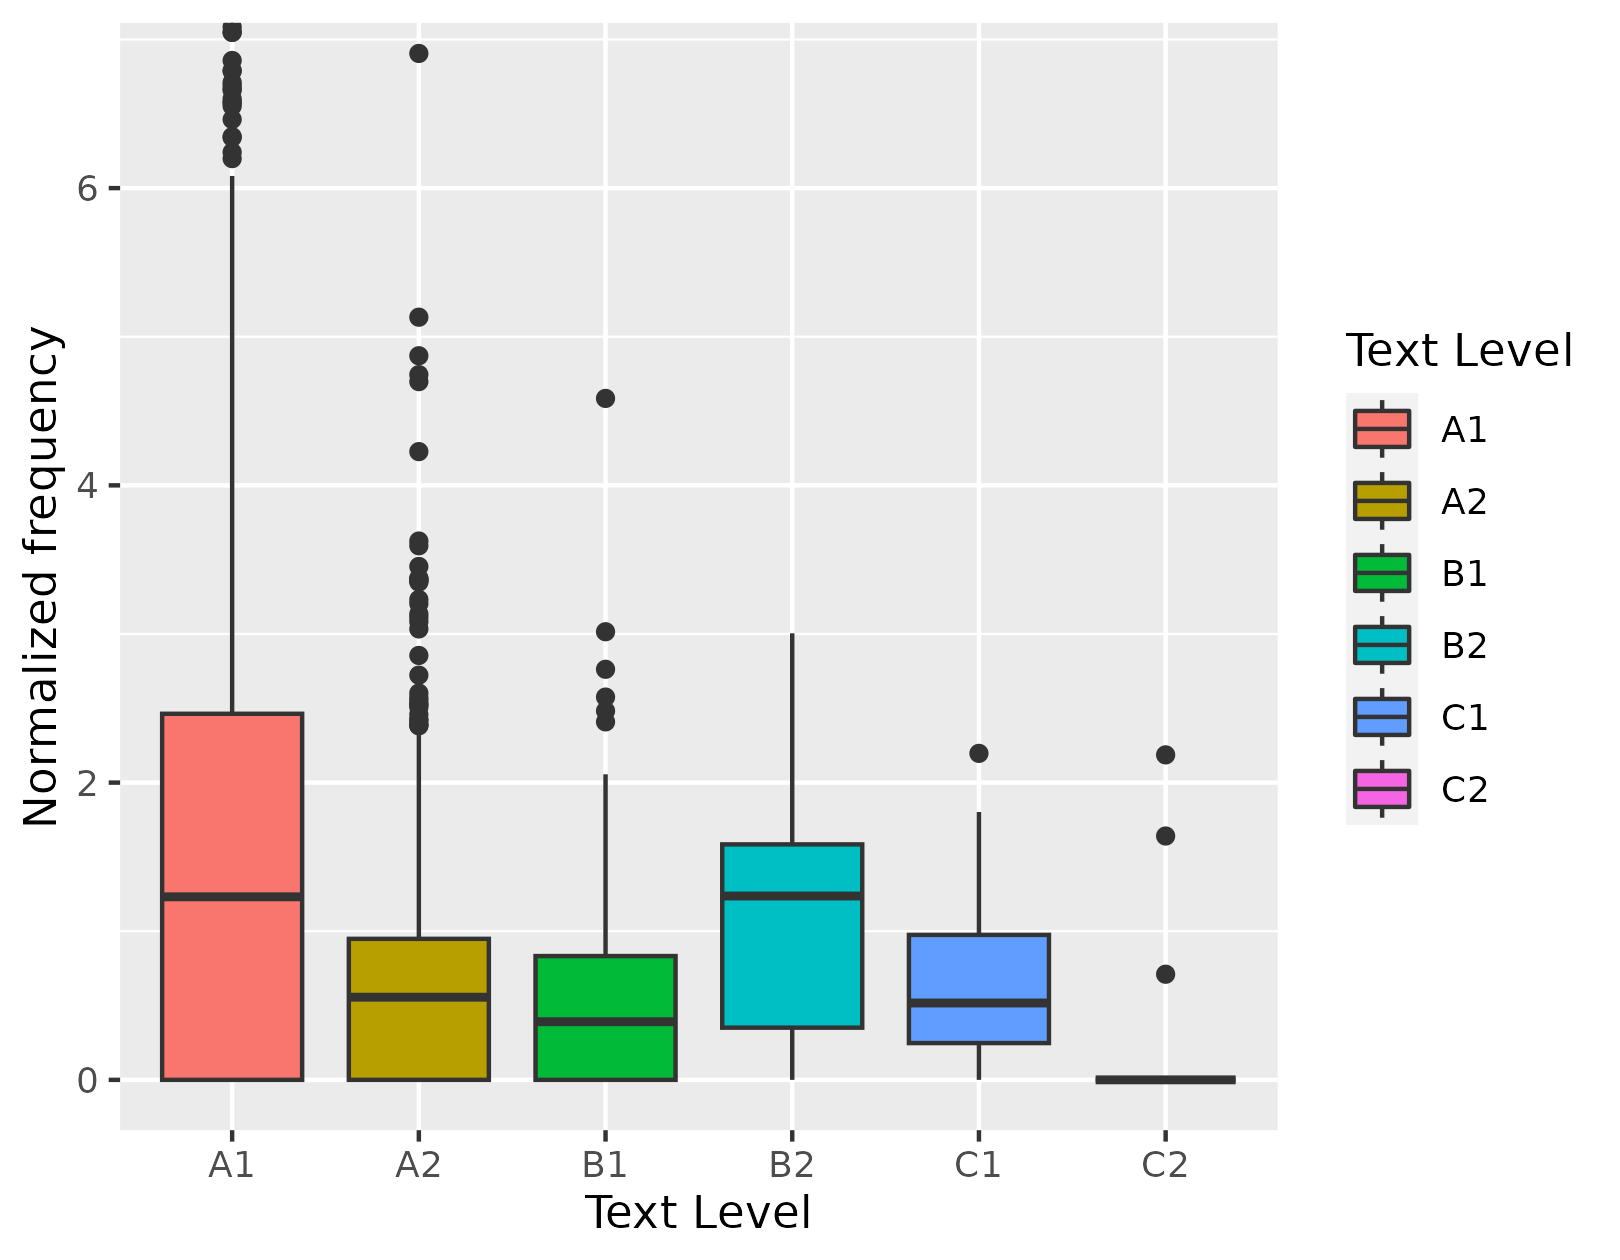 Normalized frequency
6
4
2
0
A1 A2 B1 B2 C1 C2
Text Level
Text Level
A1
A2
B1
B2
C1
C2